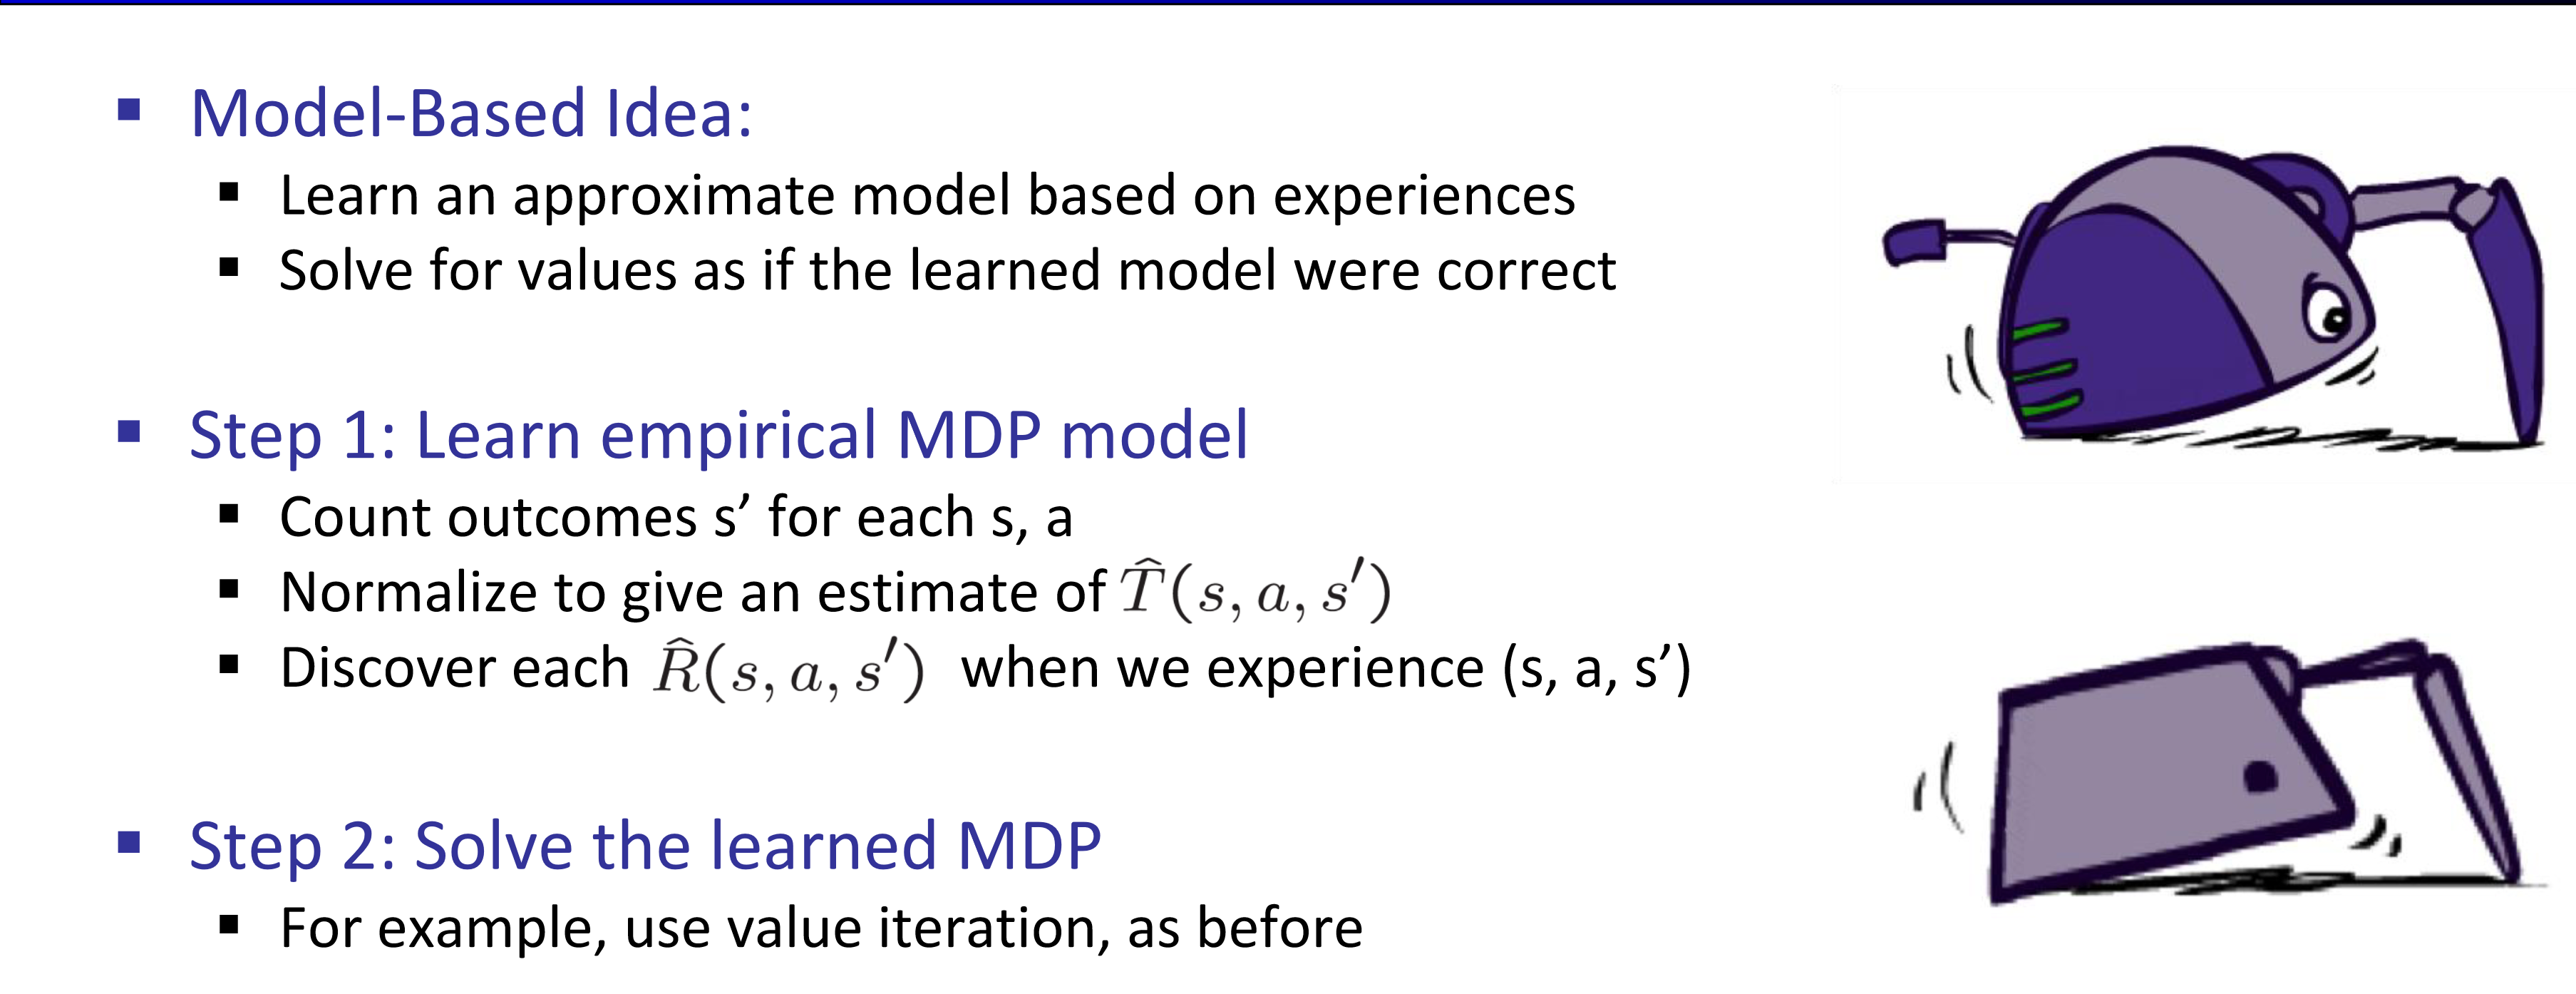 ▪ Model-Based Idea:
▪ Learn an approximate model based on experiences
▪ Solve for values as if the learned model were correct
▪ Step 1: Learn empirical MDP model
▪ Count outcomes s’ for each s, a
▪ Normalize to give an estimate of T̂(s, a, s′)
▪ Discover each R̂(s, a, s′) when we experience (s, a, s’)
▪ Step 2: Solve the learned MDP
▪ For example, use value iteration, as before